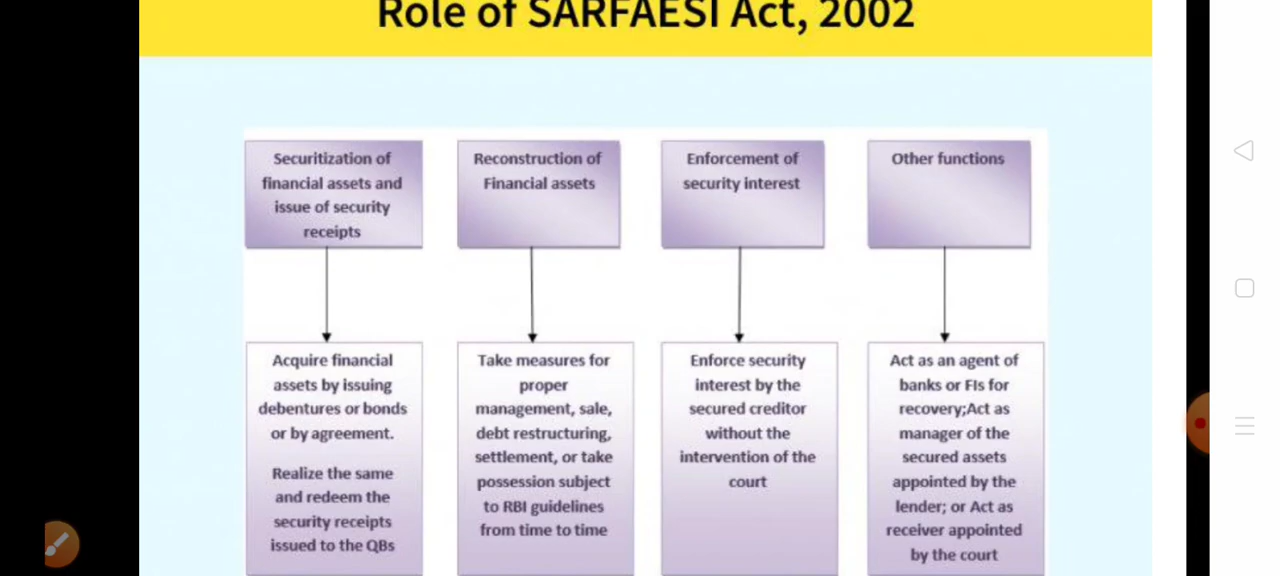 Role of SARFAESI Act, 2002
Securitization of
financial assets and
issue of security
receipts
Reconstruction of
Financial assets
Enforcement of
security interest
Other functions
Acquire financial
assets by issuing
debentures or bonds
or by agreement.
Realize the same
and redeem the
security receipts
issued to the QBs
Take measures for
proper
management, sale,
debt restructuring,
settlement, or take
possession subject
to RBI guidelines
from time to time
Enforce security
interest by the
secured creditor
without the
intervention of the
court
Act as an agent of
banks or FIs for
recovery;Act as
manager of the
secured assets
appointed by the
lender; or Act as
receiver appointed
by the court